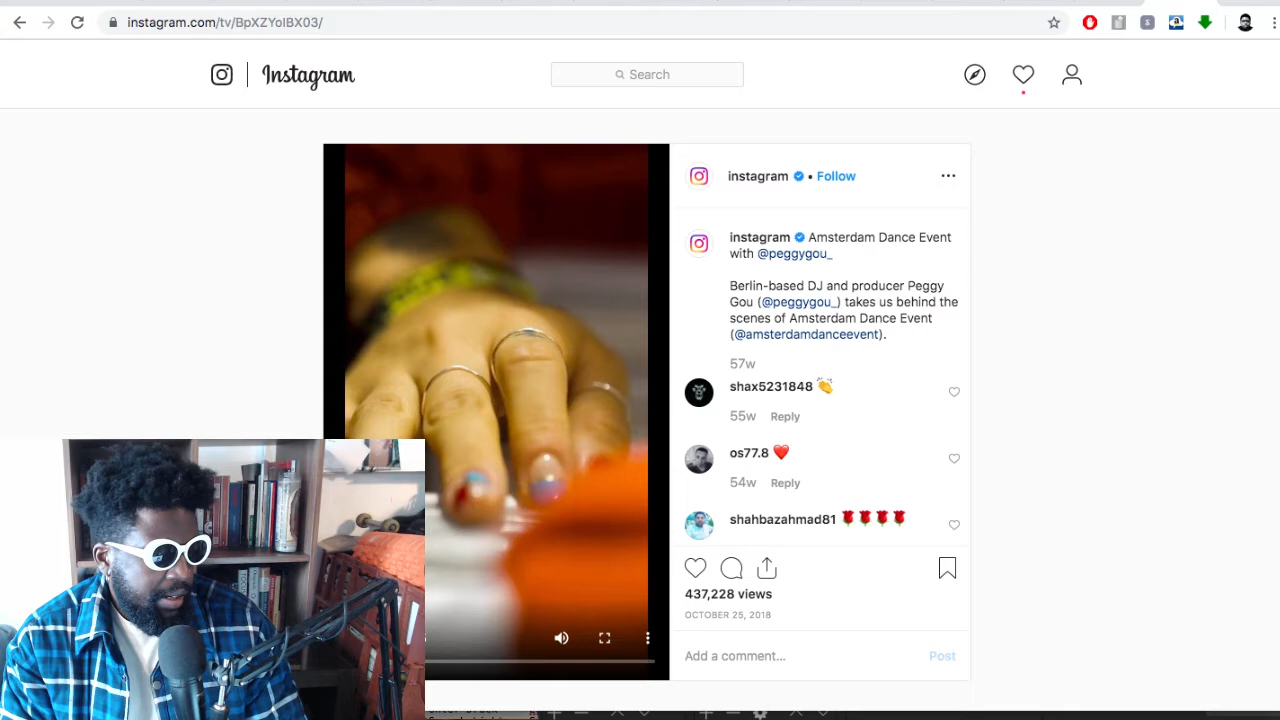 instagram.com/tv/BpXZYoIBX03/
Instagram
Search
instagram • Follow
instagram Amsterdam Dance Event
with @peggygou_
Berlin-based DJ and producer Peggy
Gou (@peggygou_) takes us behind the
scenes of Amsterdam Dance Event
(@amsterdamdanceevent).
57w
shax5231848 👏
55w Reply
os77.8 ❤️
54w Reply
shahbazahmad81 🌹🌹🌹🌹
437,228 views
OCTOBER 25, 2018
Add a comment... Post